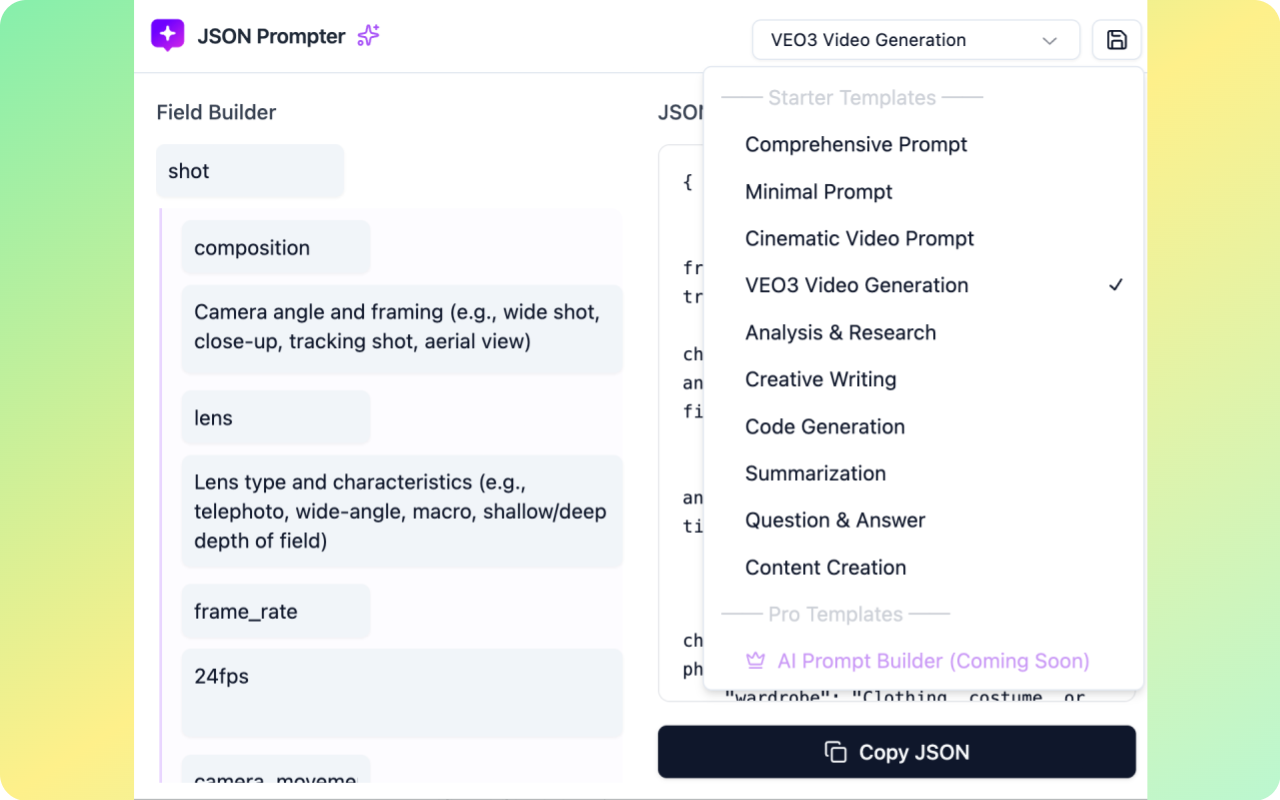 JSON Prompter
VEO3 Video Generation
Field Builder
shot
composition
Camera angle and framing (e.g., wide shot,
close-up, tracking shot, aerial view)
lens
Lens type and characteristics (e.g.,
telephoto, wide-angle, macro, shallow/deep
depth of field)
frame_rate
24fps
camera_moveme
JSON
{
fr
tr
ch
an
fi
an
ti
ch
ph
"wardrobe": "Clothing, costume, or
Starter Templates
Comprehensive Prompt
Minimal Prompt
Cinematic Video Prompt
VEO3 Video Generation
Analysis & Research
Creative Writing
Code Generation
Summarization
Question & Answer
Content Creation
Pro Templates
AI Prompt Builder (Coming Soon)
Copy JSON